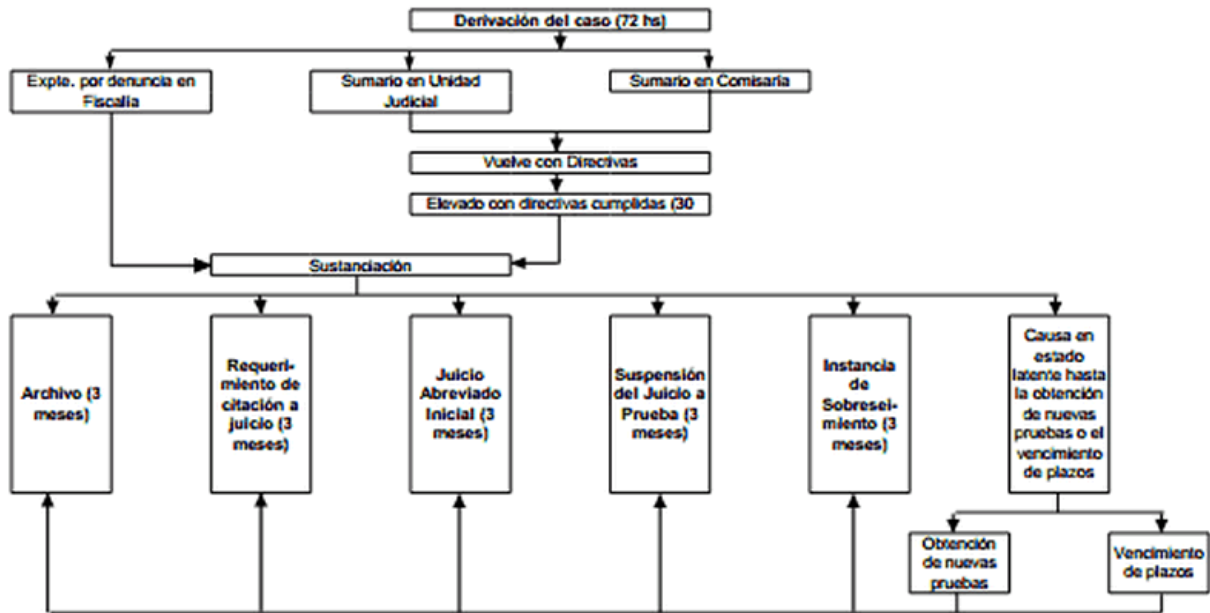 Derivación del caso (72 hs)
Expte. por denuncia en
Fiscalía
Sumario en Unidad
Judicial
Sumario en Comisaría
Vuelve con Directivas
Elevado con directivas cumplidas (30
Sustanciación
Archivo (3
meses)
Requeri-
miento de
citación a
juicio (3
meses)
Juicio
Abreviado
Inicial (3
meses)
Suspensión
del Juicio a
Prueba (3
meses)
Instancia
de
Sobresei-
miento (3
meses)
Causa en
estado
latente hasta
la obtención
de nuevas
pruebas o el
vencimiento
de plazos
Obtención
de nuevas
pruebas
Vencimiento
de plazos